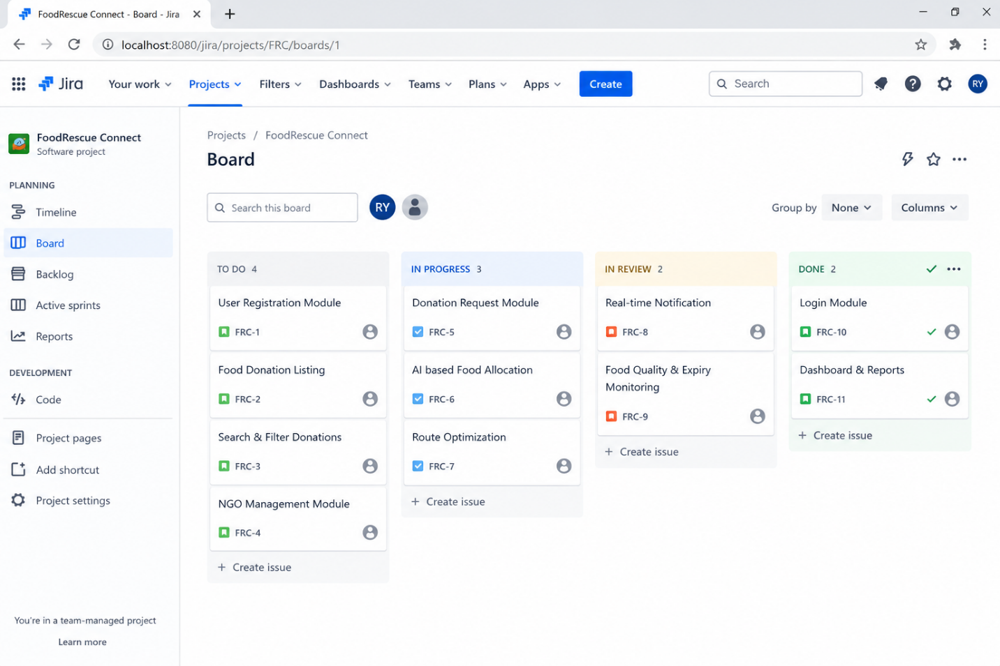 FoodRescue Connect - Board - Jira
localhost:8080/jira/projects/FRC/boards/1
Jira
Your work
Projects
Filters
Dashboards
Teams
Plans
Apps
Create
Search
RY
FoodRescue Connect
Software project
PLANNING
Timeline
Board
Backlog
Active sprints
Reports
DEVELOPMENT
Code
Project pages
Add shortcut
Project settings
You're in a team-managed project
Learn more
Projects / FoodRescue Connect
Board
Search this board
RY
Group by
None
Columns
TO DO 4
User Registration Module
FRC-1
Food Donation Listing
FRC-2
Search & Filter Donations
FRC-3
NGO Management Module
FRC-4
+ Create issue
IN PROGRESS 3
Donation Request Module
FRC-5
AI based Food Allocation
FRC-6
Route Optimization
FRC-7
+ Create issue
IN REVIEW 2
Real-time Notification
FRC-8
Food Quality & Expiry
Monitoring
FRC-9
+ Create issue
DONE 2
Login Module
FRC-10
Dashboard & Reports
FRC-11
+ Create issue